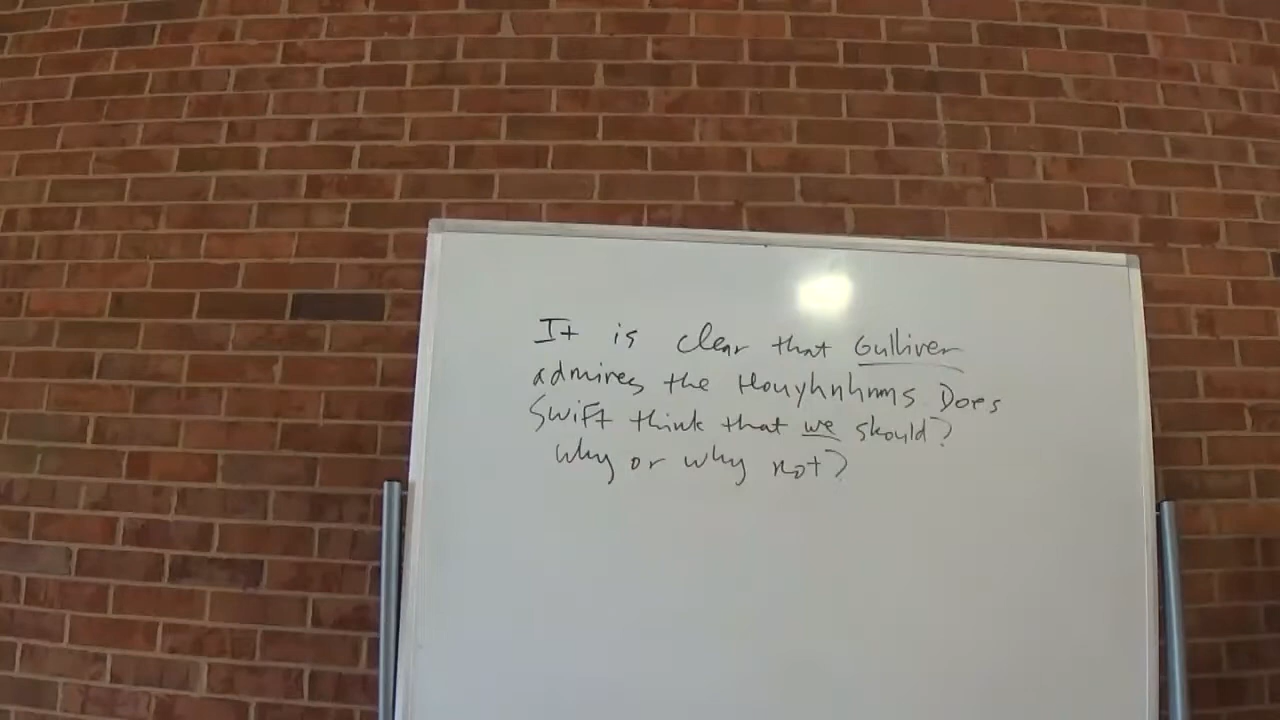 It is clear that Gulliver
admires the Houyhnhnms Does
Swift think that we should?
Why or why not?